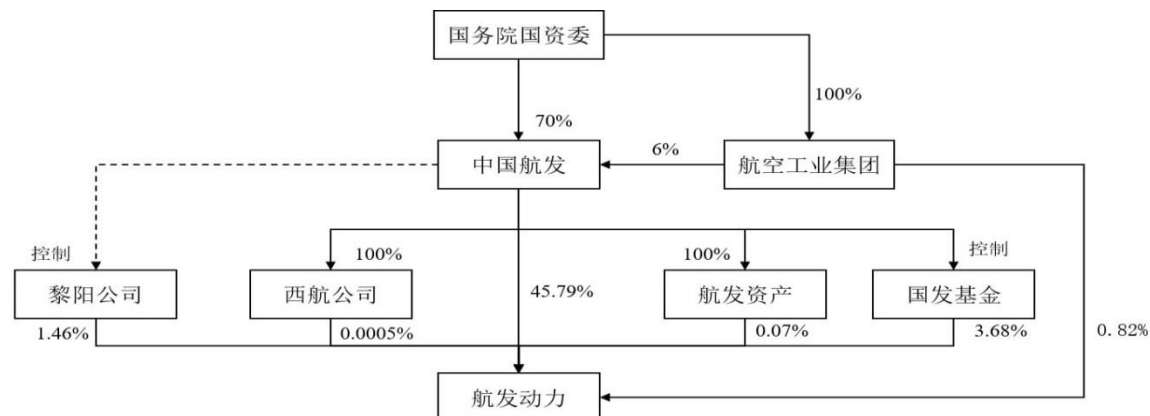 国务院国资委
100%
70%
中国航发
6%
航空工业集团
控制
100%
100%
控制
黎阳公司
西航公司
45.79%
航发资产
国发基金
1.46%
0.0005%
0.07%
3.68%
0.82%
航发动力